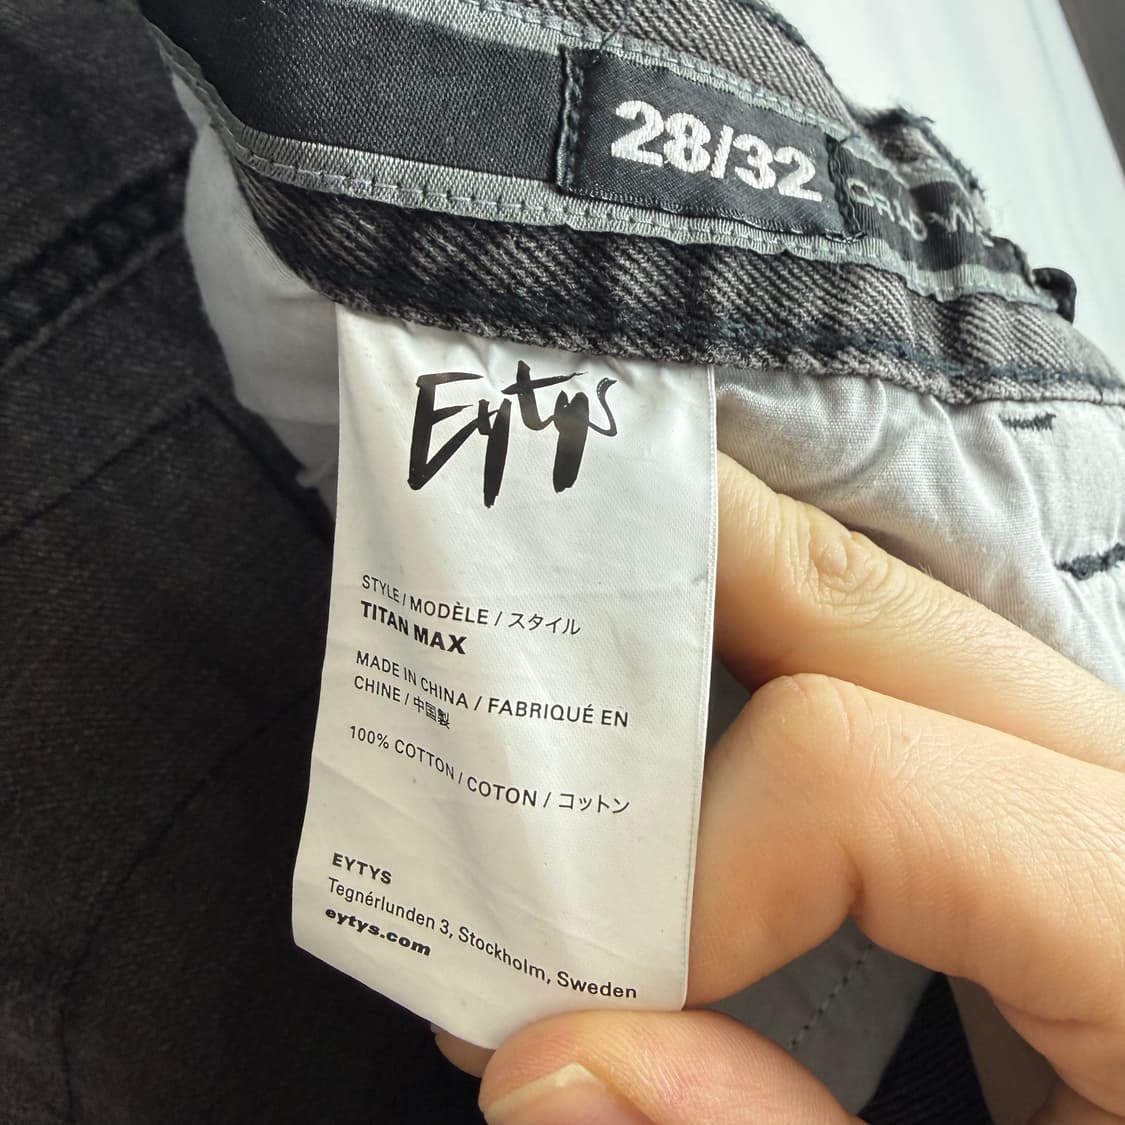 28/32
Eytys
STYLE / MODÈLE / スタイル
TITAN MAX
MADE IN CHINA / FABRIQUÉ EN
CHINE / 中国製
100% COTTON / COTON / コットン
EYTYS
Tegnérlunden 3, Stockholm, Sweden
eytys.com